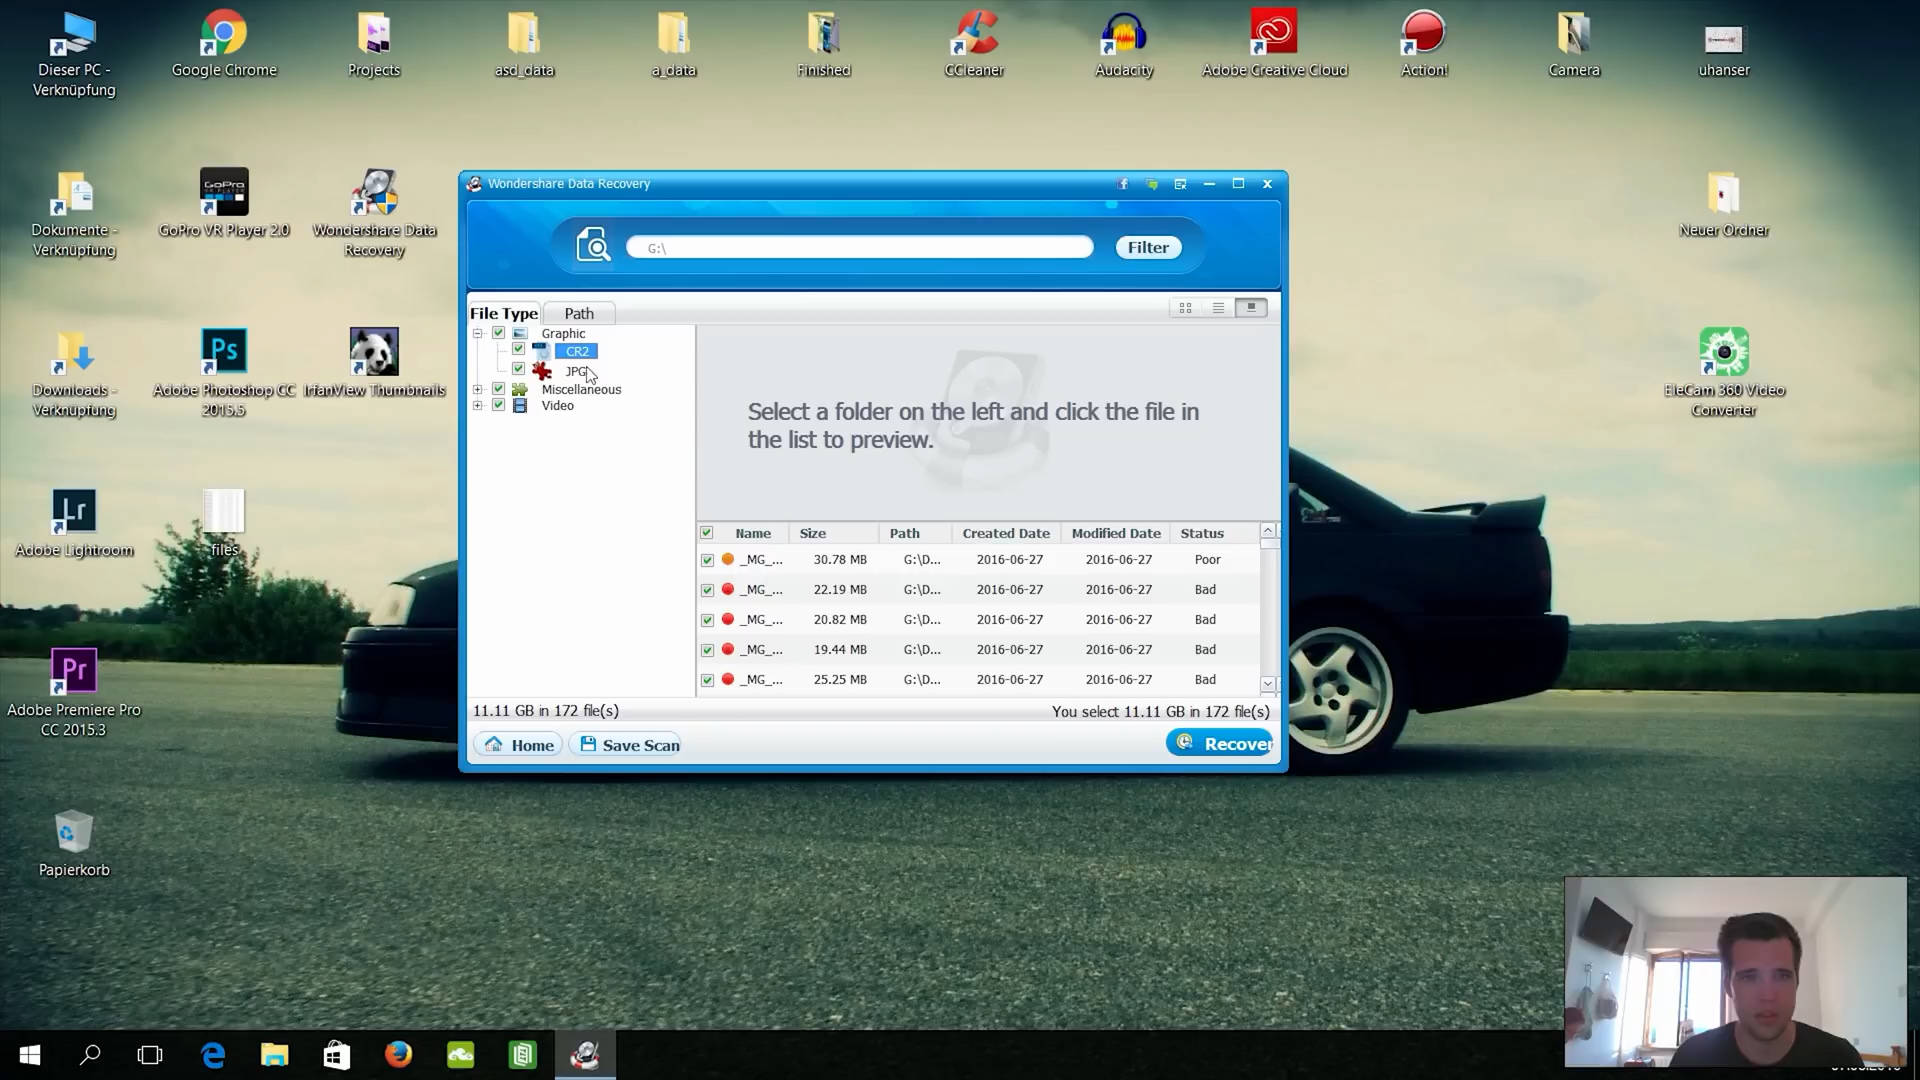 Dieser PC -
Verknüpfung
Google Chrome
Projects
asd_data
a_data
Finished
CCleaner
Audacity
Adobe Creative Cloud
Action!
Camera
uhanser
Dokumente -
Verknüpfung
GoPro
GoPro VR Player 2.0
Wondershare Data
Recovery
Neuer Ordner
Downloads -
Verknüpfung
Ps
Adobe Photoshop CC
2015.5
IrfanView Thumbnails
EleCam 360 Video
Converter
Lr
Adobe Lightroom
files
Pr
Adobe Premiere Pro
CC 2015.3
Papierkorb
Wondershare Data Recovery
G:\
Filter
File Type
Path
Graphic
CR2
JPG
Miscellaneous
Video
Select a folder on the left and click the file in
the list to preview.
Name Size Path Created Date Modified Date Status
_MG_... 30.78 MB G:\D... 2016-06-27 2016-06-27 Poor
_MG_... 22.19 MB G:\D... 2016-06-27 2016-06-27 Bad
_MG_... 20.82 MB G:\D... 2016-06-27 2016-06-27 Bad
_MG_... 19.44 MB G:\D... 2016-06-27 2016-06-27 Bad
_MG_... 25.25 MB G:\D... 2016-06-27 2016-06-27 Bad
11.11 GB in 172 file(s)
You select 11.11 GB in 172 file(s)
Home
Save Scan
Recover